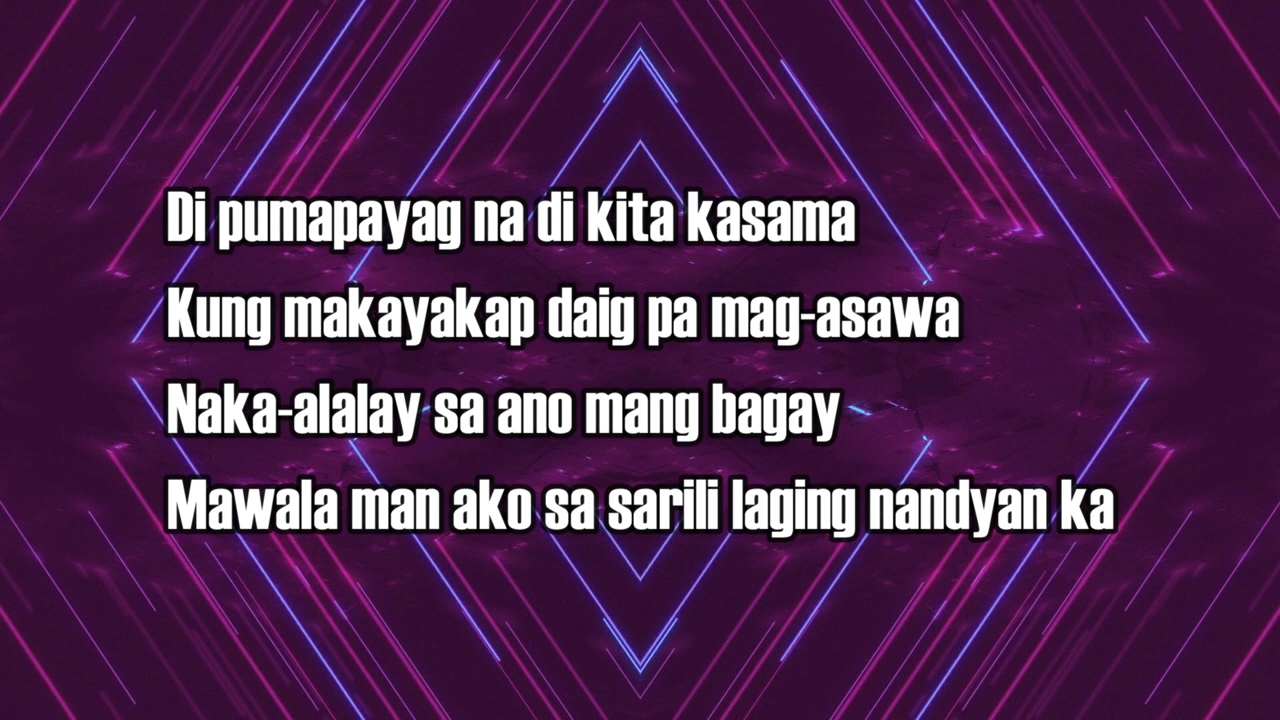 Di pumapayag na di kita kasama
Kung makayakap daig pa mag-asawa
Naka-alalay sa ano mang bagay
Mawala man ako sa sarili laging nandyan ka